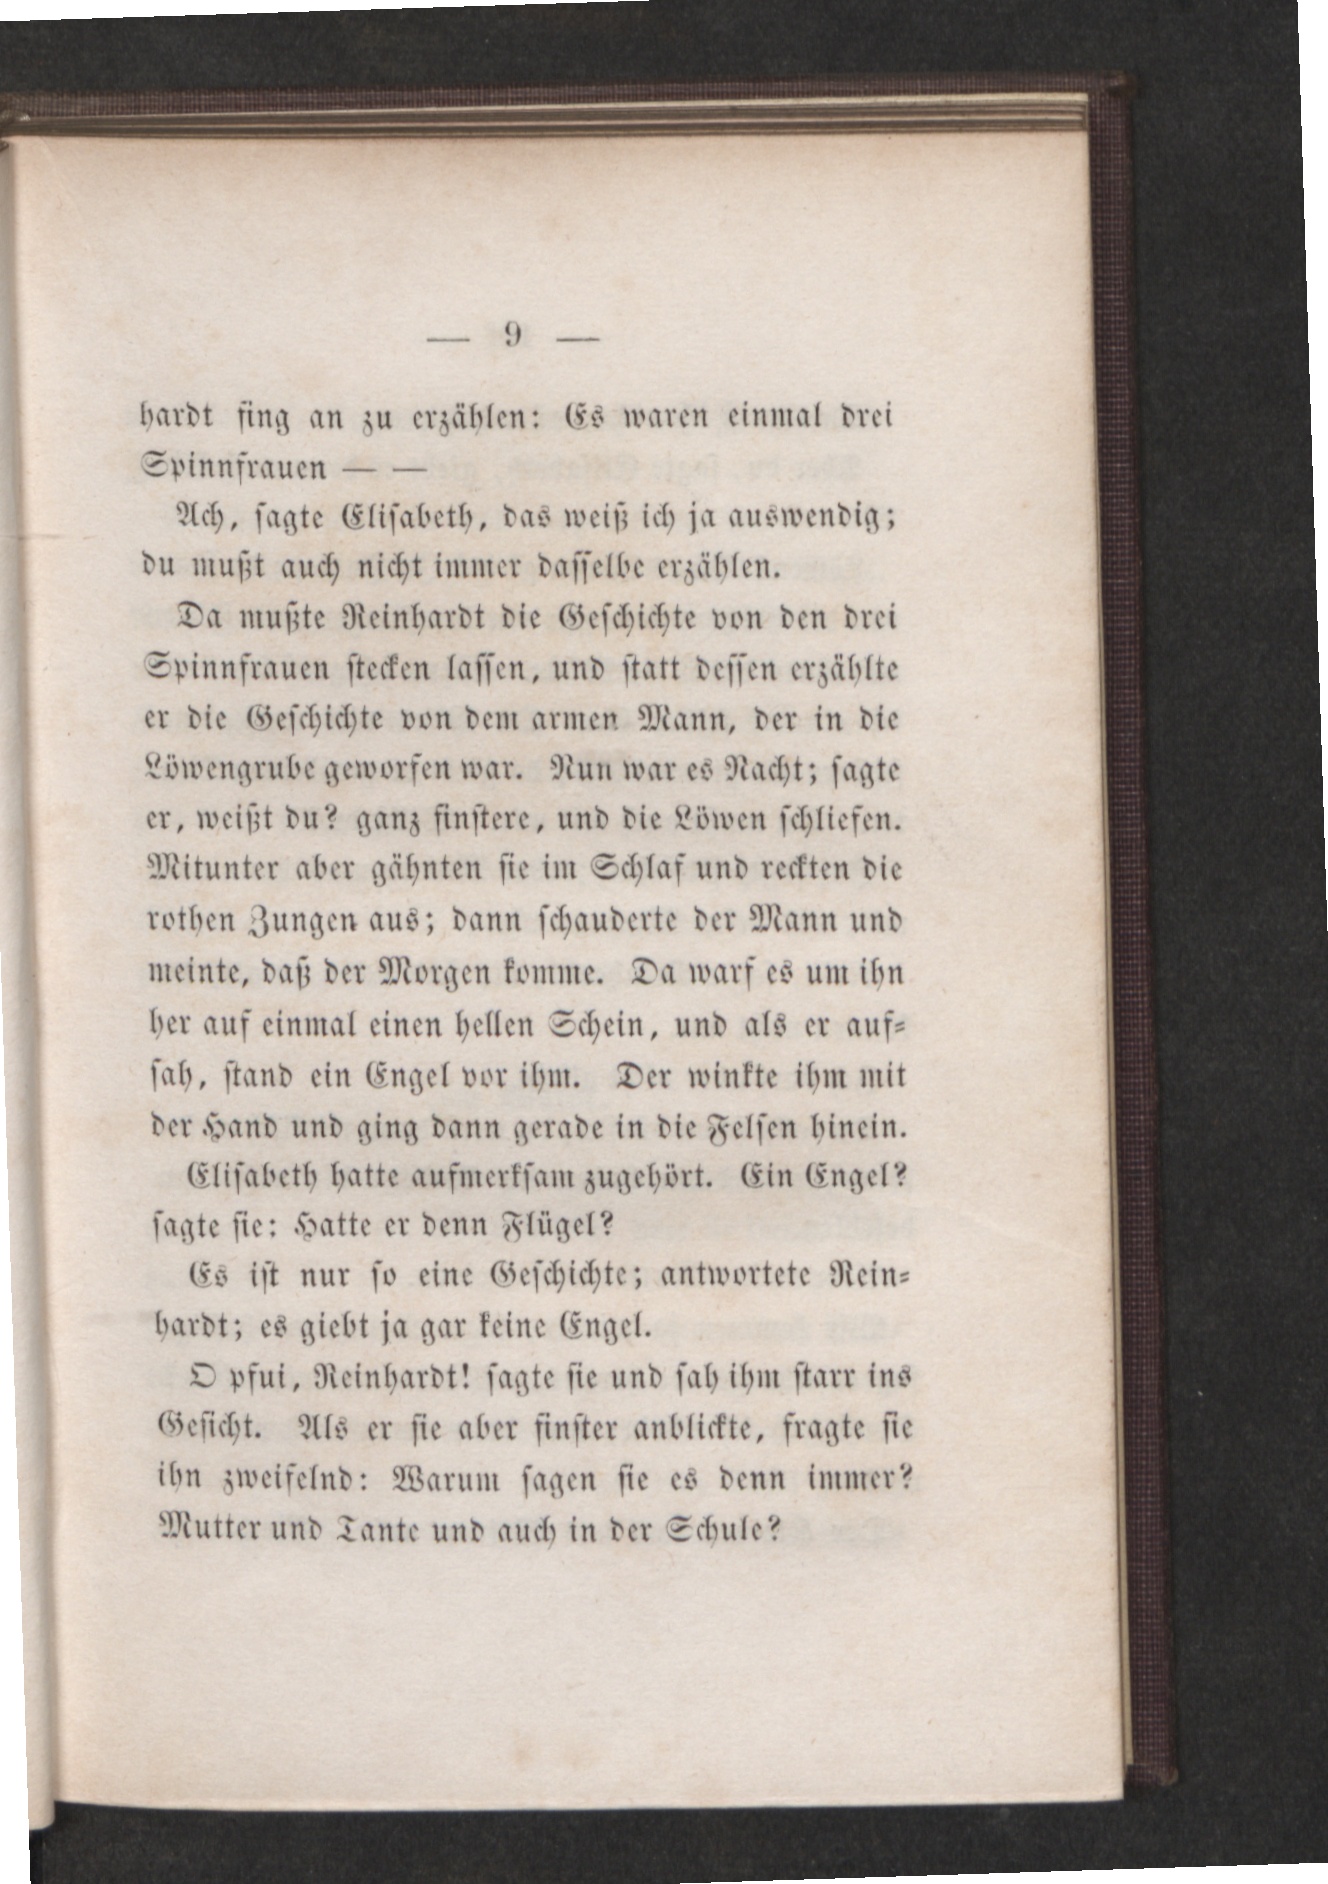 — 9 —
hardt fing an zu erzählen: Es waren einmal drei
Spinnfrauen — —
Ach, ſagte Eliſabeth, das weiß ich ja auswendig;
du mußt auch nicht immer daſſelbe erzählen.
Da mußte Reinhardt die Geſchichte von den drei
Spinnfrauen ſtecken laſſen, und ſtatt deſſen erzählte
er die Geſchichte von dem armen Mann, der in die
Löwengrube geworfen war. Nun war es Nacht; ſagte
er, weißt du? ganz finſtere, und die Löwen ſchliefen.
Mitunter aber gähnten ſie im Schlaf und reckten die
rothen Zungen aus; dann ſchauderte der Mann und
meinte, daß der Morgen komme. Da warf es um ihn
her auf einmal einen hellen Schein, und als er auf⸗
ſah, ſtand ein Engel vor ihm. Der winkte ihm mit
der Hand und ging dann gerade in die Felſen hinein.
Eliſabeth hatte aufmerkſam zugehört. Ein Engel?
ſagte ſie: Hatte er denn Flügel?
Es iſt nur ſo eine Geſchichte; antwortete Rein⸗
hardt; es giebt ja gar keine Engel.
O pfui, Reinhardt! ſagte ſie und ſah ihm ſtarr ins
Geſicht. Als er ſie aber finſter anblickte, fragte ſie
ihn zweifelnd: Warum ſagen ſie es denn immer?
Mutter und Tante und auch in der Schule?